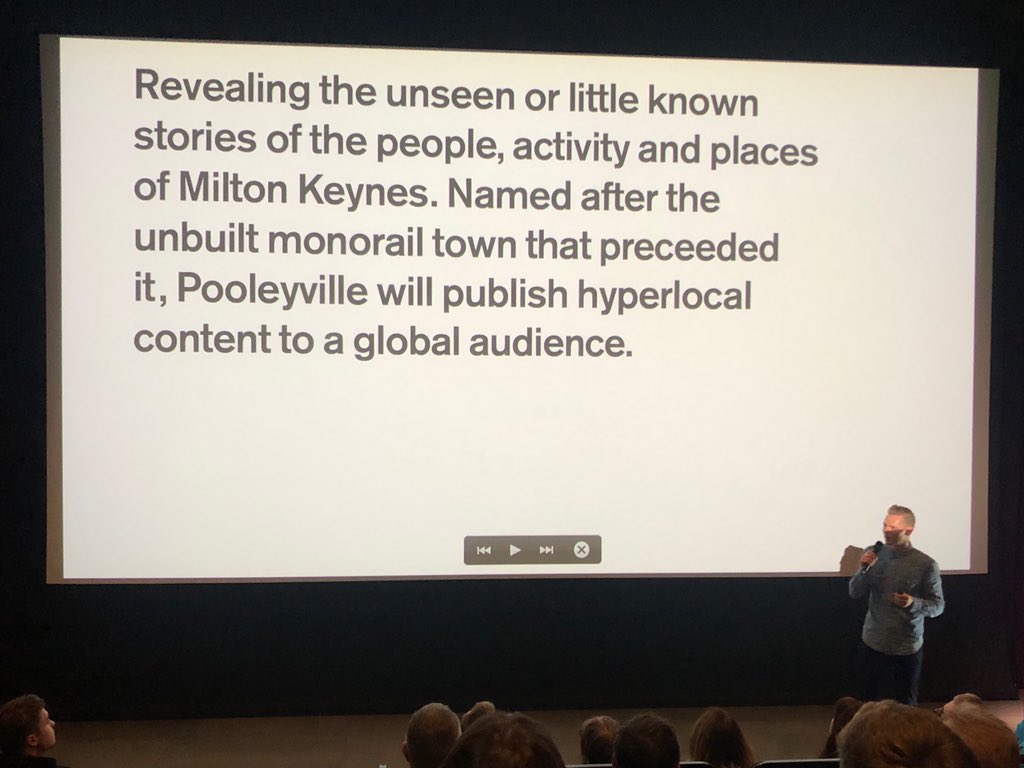 Revealing the unseen or little known
stories of the people, activity and places
of Milton Keynes. Named after the
unbuilt monorail town that preceeded
it, Pooleyville will publish hyperlocal
content to a global audience.